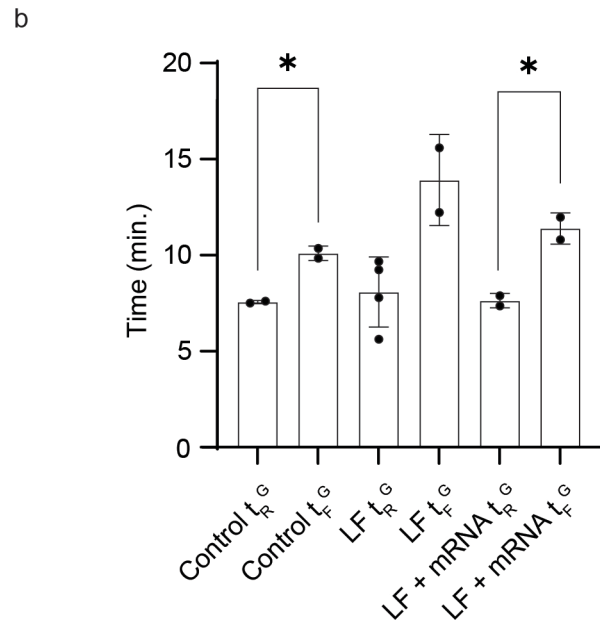 b
20
15
10
5
0
Time (min.)
* *
Control t_R^G
Control t_F^G
LF t_R^G
LF t_F^G
LF + mRNA t_R^G
LF + mRNA t_F^G